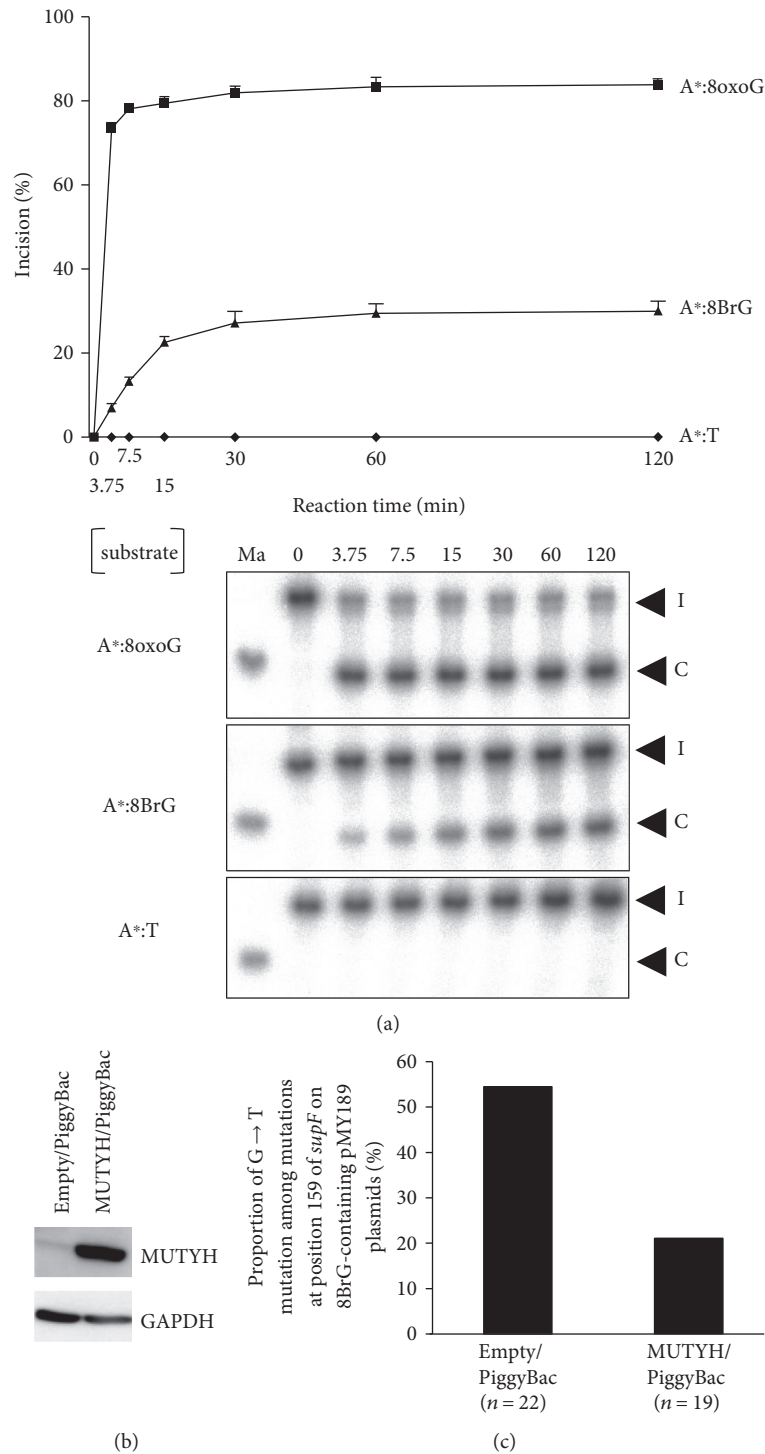 100
80
60
40
20
0
Incision (%)
A*:8oxoG
A*:8BrG
A*:T
0 7.5 30 60 120
3.75 15
Reaction time (min)
substrate
Ma 0 3.75 7.5 15 30 60 120
A*:8oxoG
I
C
A*:8BrG
I
C
A*:T
I
C
(a)
Empty/PiggyBac
MUTYH/PiggyBac
MUTYH
GAPDH
(b)
Proportion of G → T
mutation among mutations
at position 159 of supF on
8BrG-containing pMY189
plasmids (%)
60
50
40
30
20
10
0
Empty/
PiggyBac
(n = 22)
MUTYH/
PiggyBac
(n = 19)
(c)